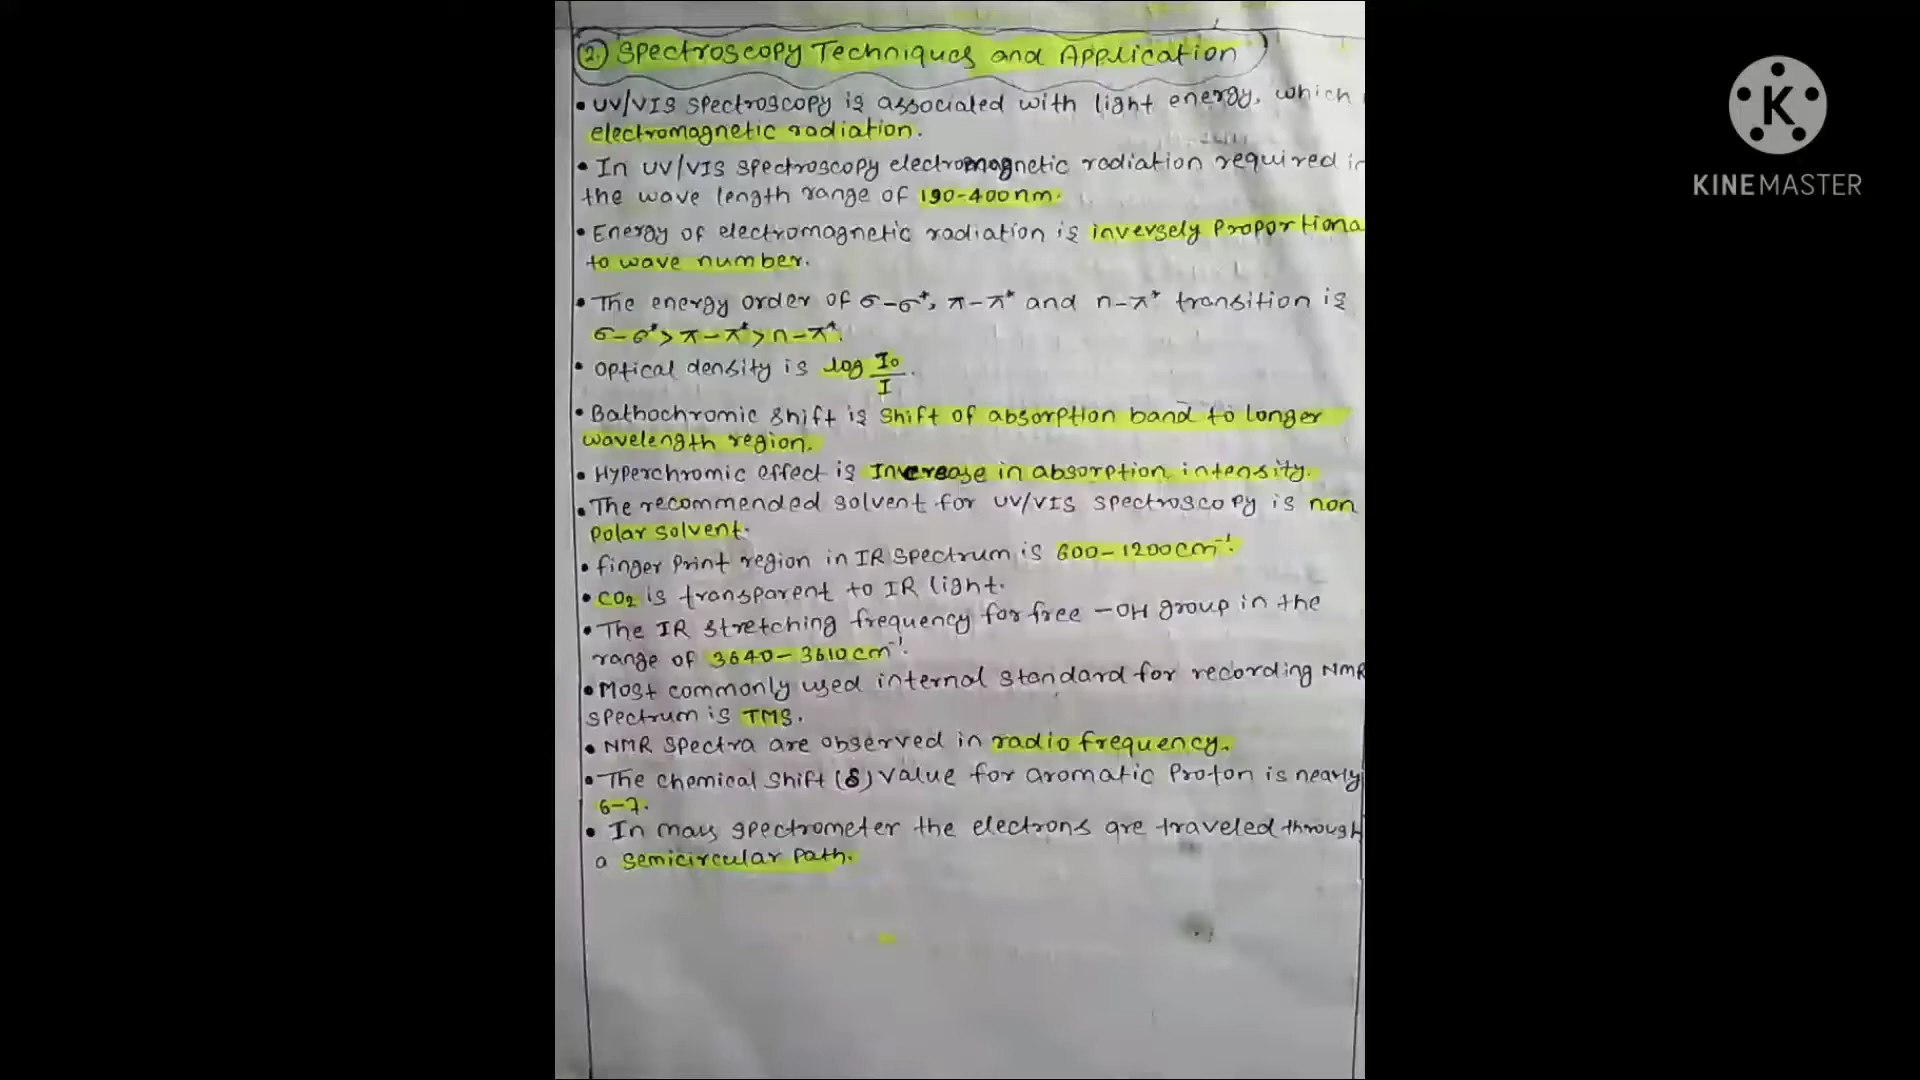 2. Spectroscopy Techniques and Application
• UV/VIS spectroscopy is associated with light energy, which
electromagnetic radiation.
• In UV/VIS spectroscopy electromagnetic radiation required in
the wave length range of 190-400nm.
• Energy of electromagnetic radiation is inversely proportiona
to wave number.
• The energy order of σ-σ*, π-π* and n-π* transition is
σ-σ*>π-π*>n-π*.
• Optical density is log I₀/I.
• Bathochromic shift is shift of absorption band to longer
wavelength region.
• Hyperchromic effect is Increase in absorption intensity.
• The recommended solvent for UV/VIS spectroscopy is non
polar solvent.
• finger print region in IR spectrum is 600-1200cm⁻¹.
• CO₂ is transparent to IR light.
• The IR stretching frequency for free -OH group in the
range of 3640-3610cm⁻¹.
• Most commonly used internal standard for recording NMR
spectrum is TMS.
• NMR spectra are observed in radio frequency.
• The chemical shift (δ) value for aromatic proton is nearly
6-7.
• In mass spectrometer the electrons are traveled through
a semicircular path.
K
KINEMASTER